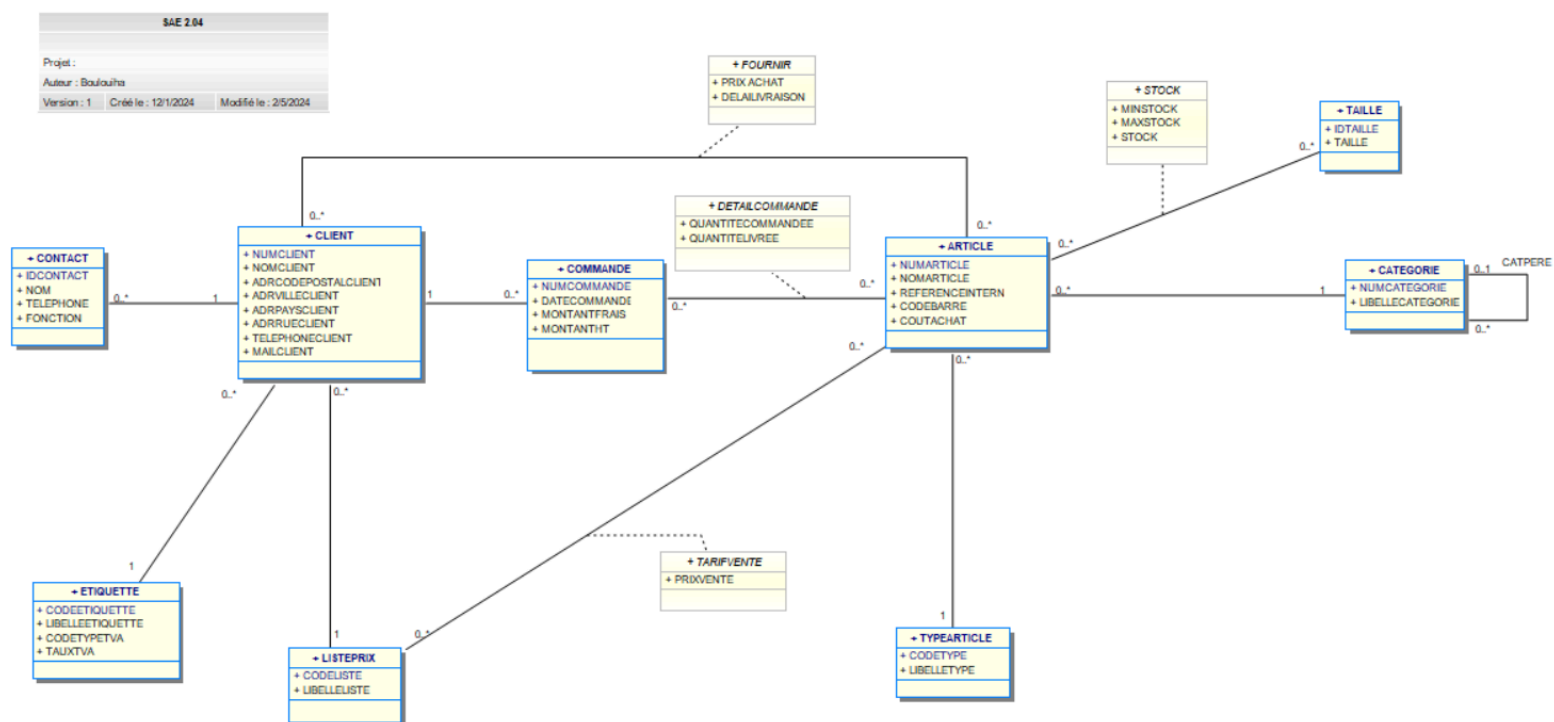 SAE 2.04
Projet :
Auteur : Boulouiha
Version : 1 Créé le : 12/1/2024 Modifié le : 2/5/2024
+ FOURNIR
+ PRIX ACHAT
+ DELAILIVRAISON
+ STOCK
+ MINSTOCK
+ MAXSTOCK
+ STOCK
+ TAILLE
+ IDTAILLE
+ TAILLE
0..*
0..*
0..*
0..*
+ DETAILCOMMANDE
+ QUANTITECOMMANDEE
+ QUANTITELIVREE
+ CONTACT
+ IDCONTACT
+ NOM
+ TELEPHONE
+ FONCTION
0..*
1
+ CLIENT
+ NUMCLIENT
+ NOMCLIENT
+ ADRCODEPOSTALCLIENT
+ ADRVILLECLIENT
+ ADRPAYSCLIENT
+ ADRRUECLIENT
+ TELEPHONECLIENT
+ MAILCLIENT
1
0..*
+ COMMANDE
+ NUMCOMMANDE
+ DATECOMMANDE
+ MONTANTFRAIS
+ MONTANTHT
0..*
0..*
+ ARTICLE
+ NUMARTICLE
+ NOMARTICLE
+ REFERENCEINTERN
+ CODEBARRE
+ COUTACHAT
0..*
1
+ CATEGORIE
+ NUMCATEGORIE
+ LIBELLECATEGORIE
0..1
CATPERE
0..*
0..*
0..*
0..*
0..*
1
+ ETIQUETTE
+ CODEETIQUETTE
+ LIBELLEETIQUETTE
+ CODETYPETVA
+ TAUXTVA
1
0..*
+ LISTEPRIX
+ CODELISTE
+ LIBELLELISTE
+ TARIFVENTE
+ PRIXVENTE
1
+ TYPEARTICLE
+ CODETYPE
+ LIBELLETYPE